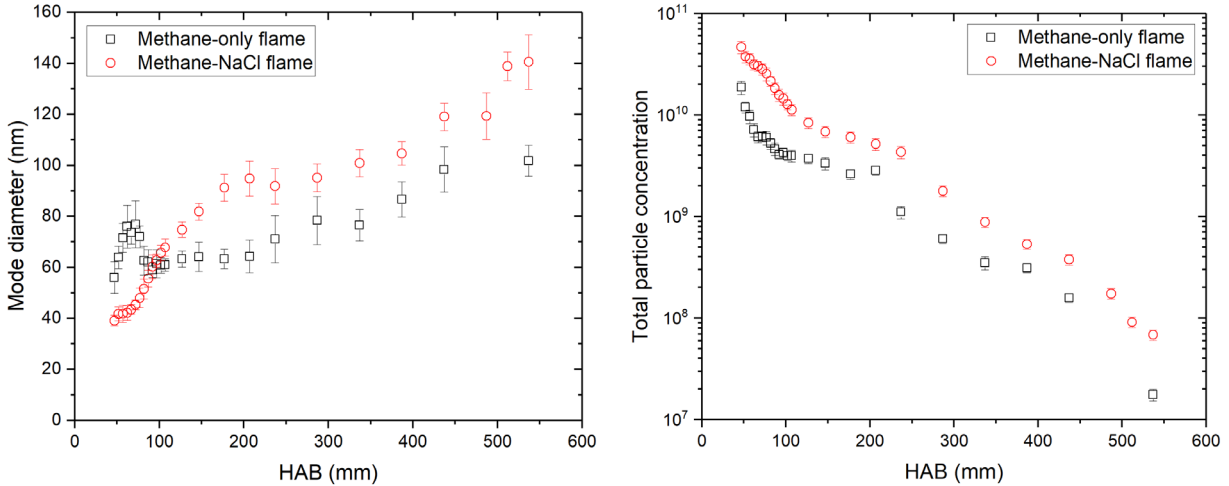 Methane-only flame
Methane-NaCl flame
Mode diameter (nm)
160
140
120
100
80
60
40
20
0
0 100 200 300 400 500 600
HAB (mm)
Methane-only flame
Methane-NaCl flame
Total particle concentration
10¹¹
10¹⁰
10⁹
10⁸
10⁷
0 100 200 300 400 500 600
HAB (mm)